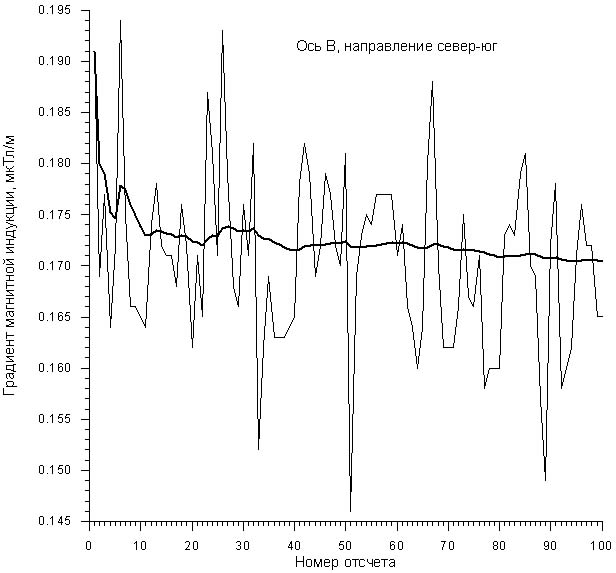 Ось B, направление север-юг
Градиент магнитной индукции, мкТл/м
0.195
0.190
0.185
0.180
0.175
0.170
0.165
0.160
0.155
0.150
0.145
0 10 20 30 40 50 60 70 80 90 100
Номер отсчета